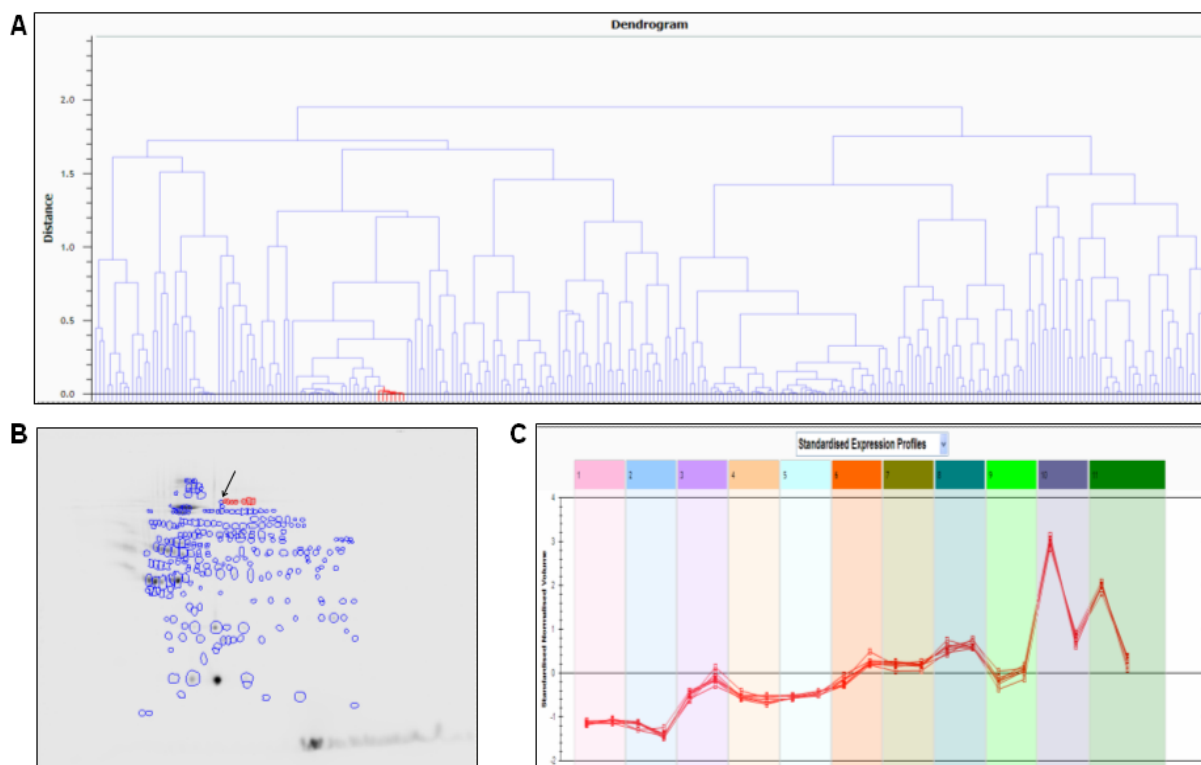 A
Dendrogram
2.0
1.5
1.0
0.5
0.0
Distance
B
C
Standardised Expression Profiles
1 2 3 4 5 6 7 8 9 10 11
4
3
2
1
0
-1
-2
Standardised Normalised Volume